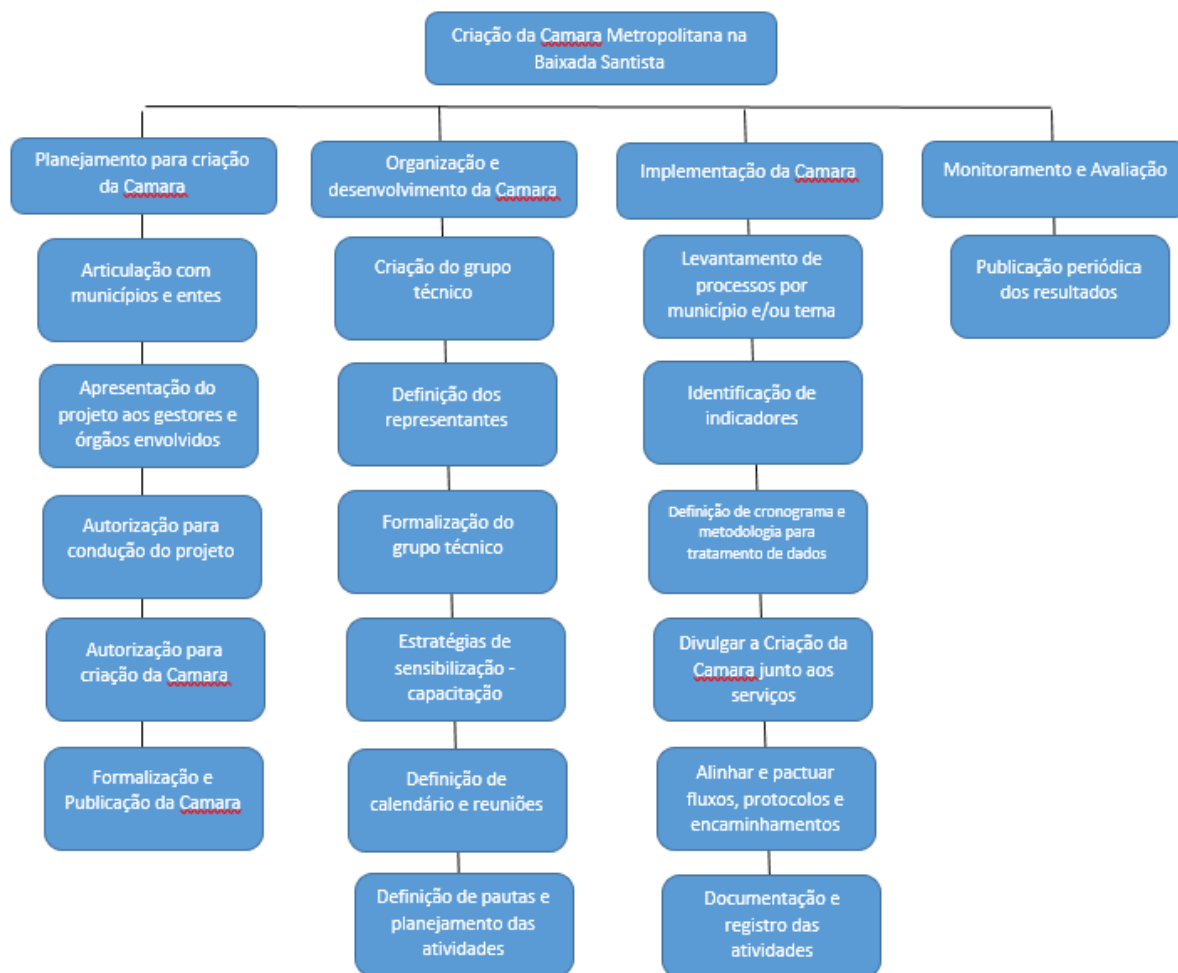 Criação da Camara Metropolitana na
Baixada Santista
Planejamento para criação
da Camara
Articulação com
municípios e entes
Apresentação do
projeto aos gestores e
órgãos envolvidos
Autorização para
condução do projeto
Autorização para
criação da Camara
Formalização e
Publicação da Camara
Organização e
desenvolvimento da Camara
Criação do grupo
técnico
Definição dos
representantes
Formalização do
grupo técnico
Estratégias de
sensibilização -
capacitação
Definição de
calendário e reuniões
Definição de pautas e
planejamento das
atividades
Implementação da Camara
Levantamento de
processos por
município e/ou tema
Identificação de
indicadores
Definição de cronograma e
metodologia para
tratamento de dados
Divulgar a Criação da
Camara junto aos
serviços
Alinhar e pactuar
fluxos, protocolos e
encaminhamentos
Documentação e
registro das
atividades
Monitoramento e Avaliação
Publicação periódica
dos resultados